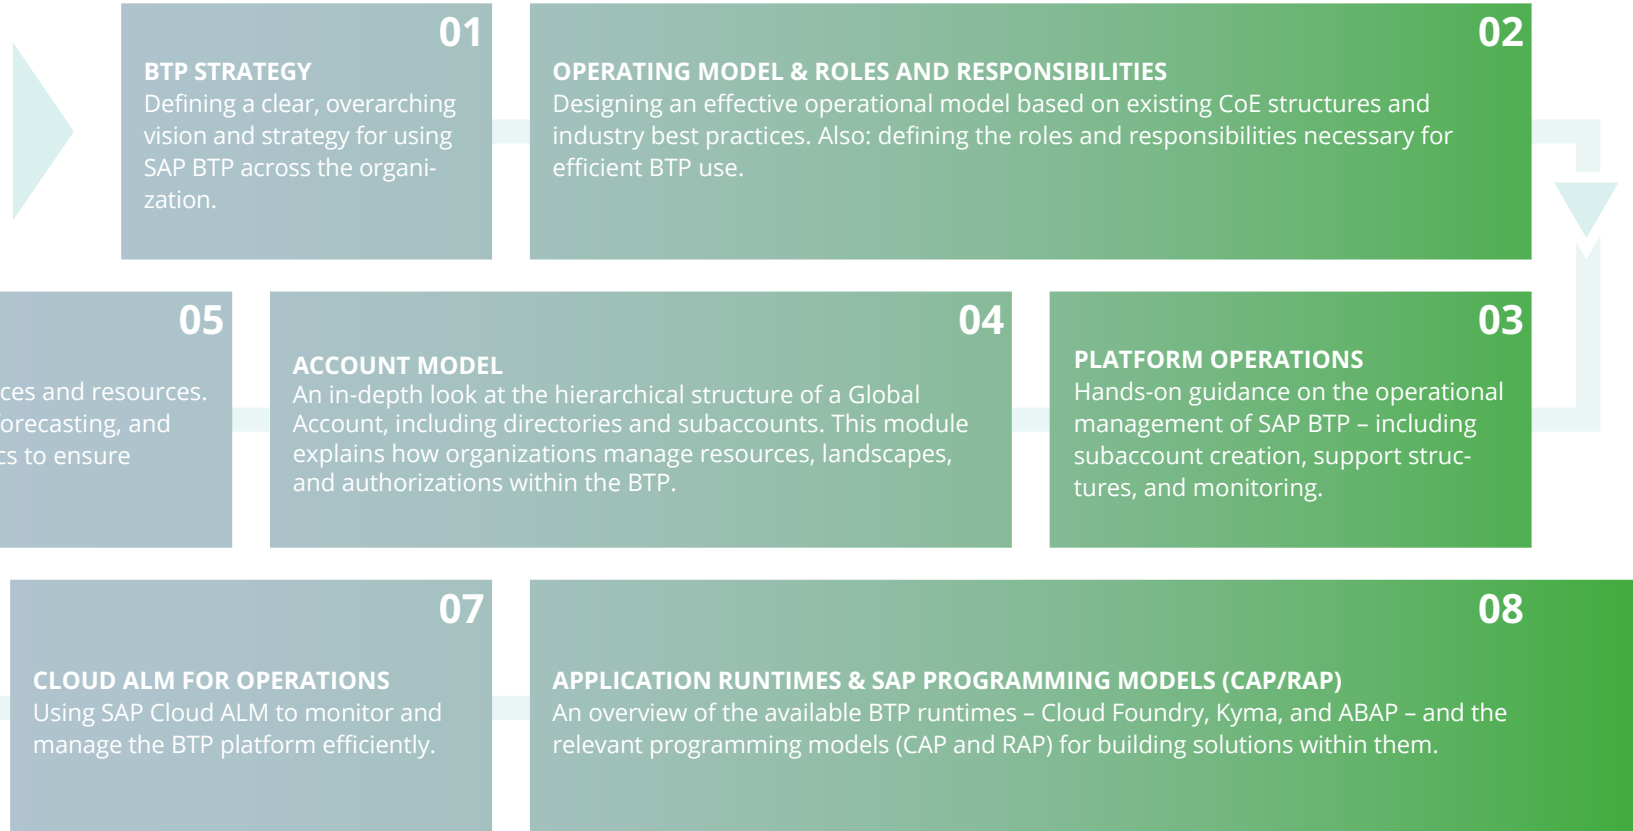 01
BTP STRATEGY
Defining a clear, overarching
vision and strategy for using
SAP BTP across the organi-
zation.
02
OPERATING MODEL & ROLES AND RESPONSIBILITIES
Designing an effective operational model based on existing CoE structures and
industry best practices. Also: defining the roles and responsibilities necessary for
efficient BTP use.
03
PLATFORM OPERATIONS
Hands-on guidance on the operational
management of SAP BTP – including
subaccount creation, support struc-
tures, and monitoring.
04
ACCOUNT MODEL
An in-depth look at the hierarchical structure of a Global
Account, including directories and subaccounts. This module
explains how organizations manage resources, landscapes,
and authorizations within the BTP.
05
and resources.
and
to ensure
07
CLOUD ALM FOR OPERATIONS
Using SAP Cloud ALM to monitor and
manage the BTP platform efficiently.
08
APPLICATION RUNTIMES & SAP PROGRAMMING MODELS (CAP/RAP)
An overview of the available BTP runtimes – Cloud Foundry, Kyma, and ABAP – and the
relevant programming models (CAP and RAP) for building solutions within them.